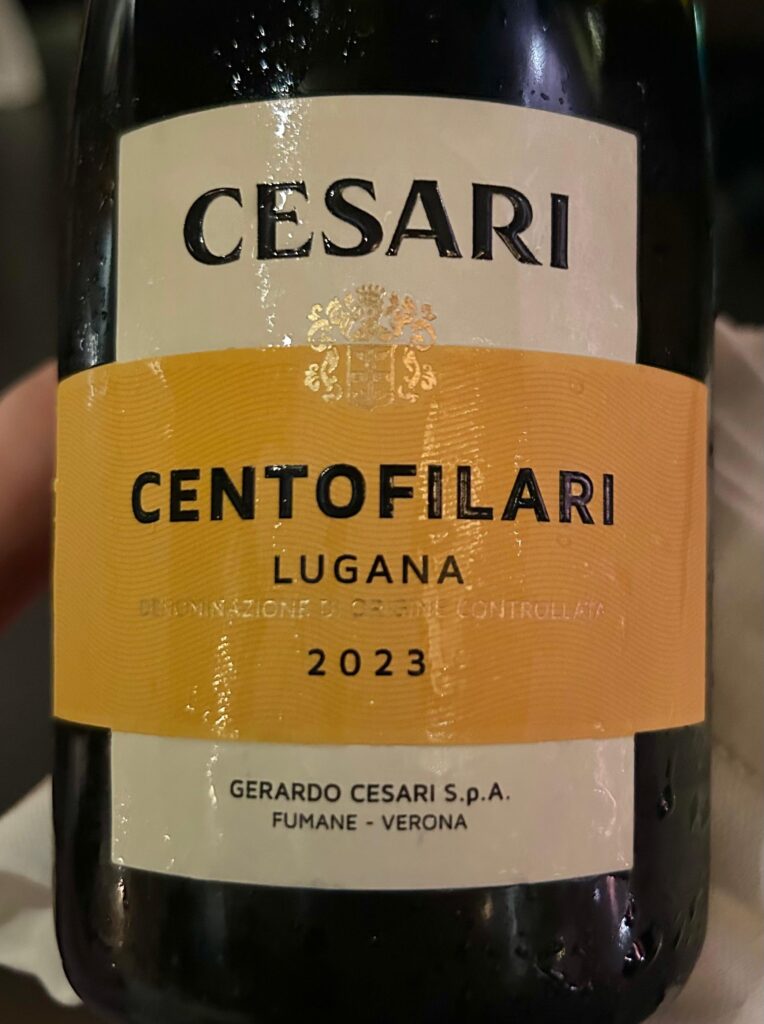 CESARI
CENTOFILARI
LUGANA
DENOMINAZIONE DI ORIGINE CONTROLLATA
2023
GERARDO CESARI S.p.A.
FUMANE - VERONA